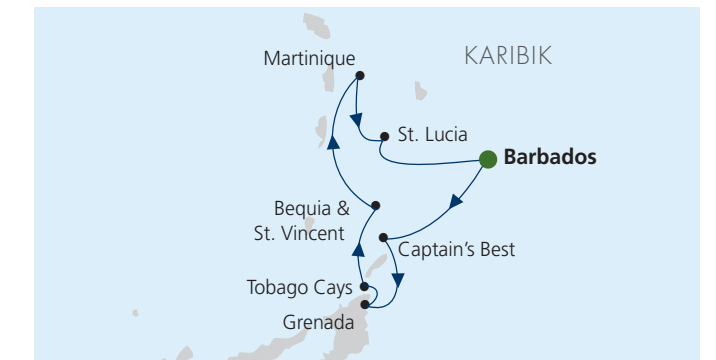 Martinique
KARIBIK
St. Lucia
Barbados
Bequia &
St. Vincent
Captain's Best
Tobago Cays
Grenada